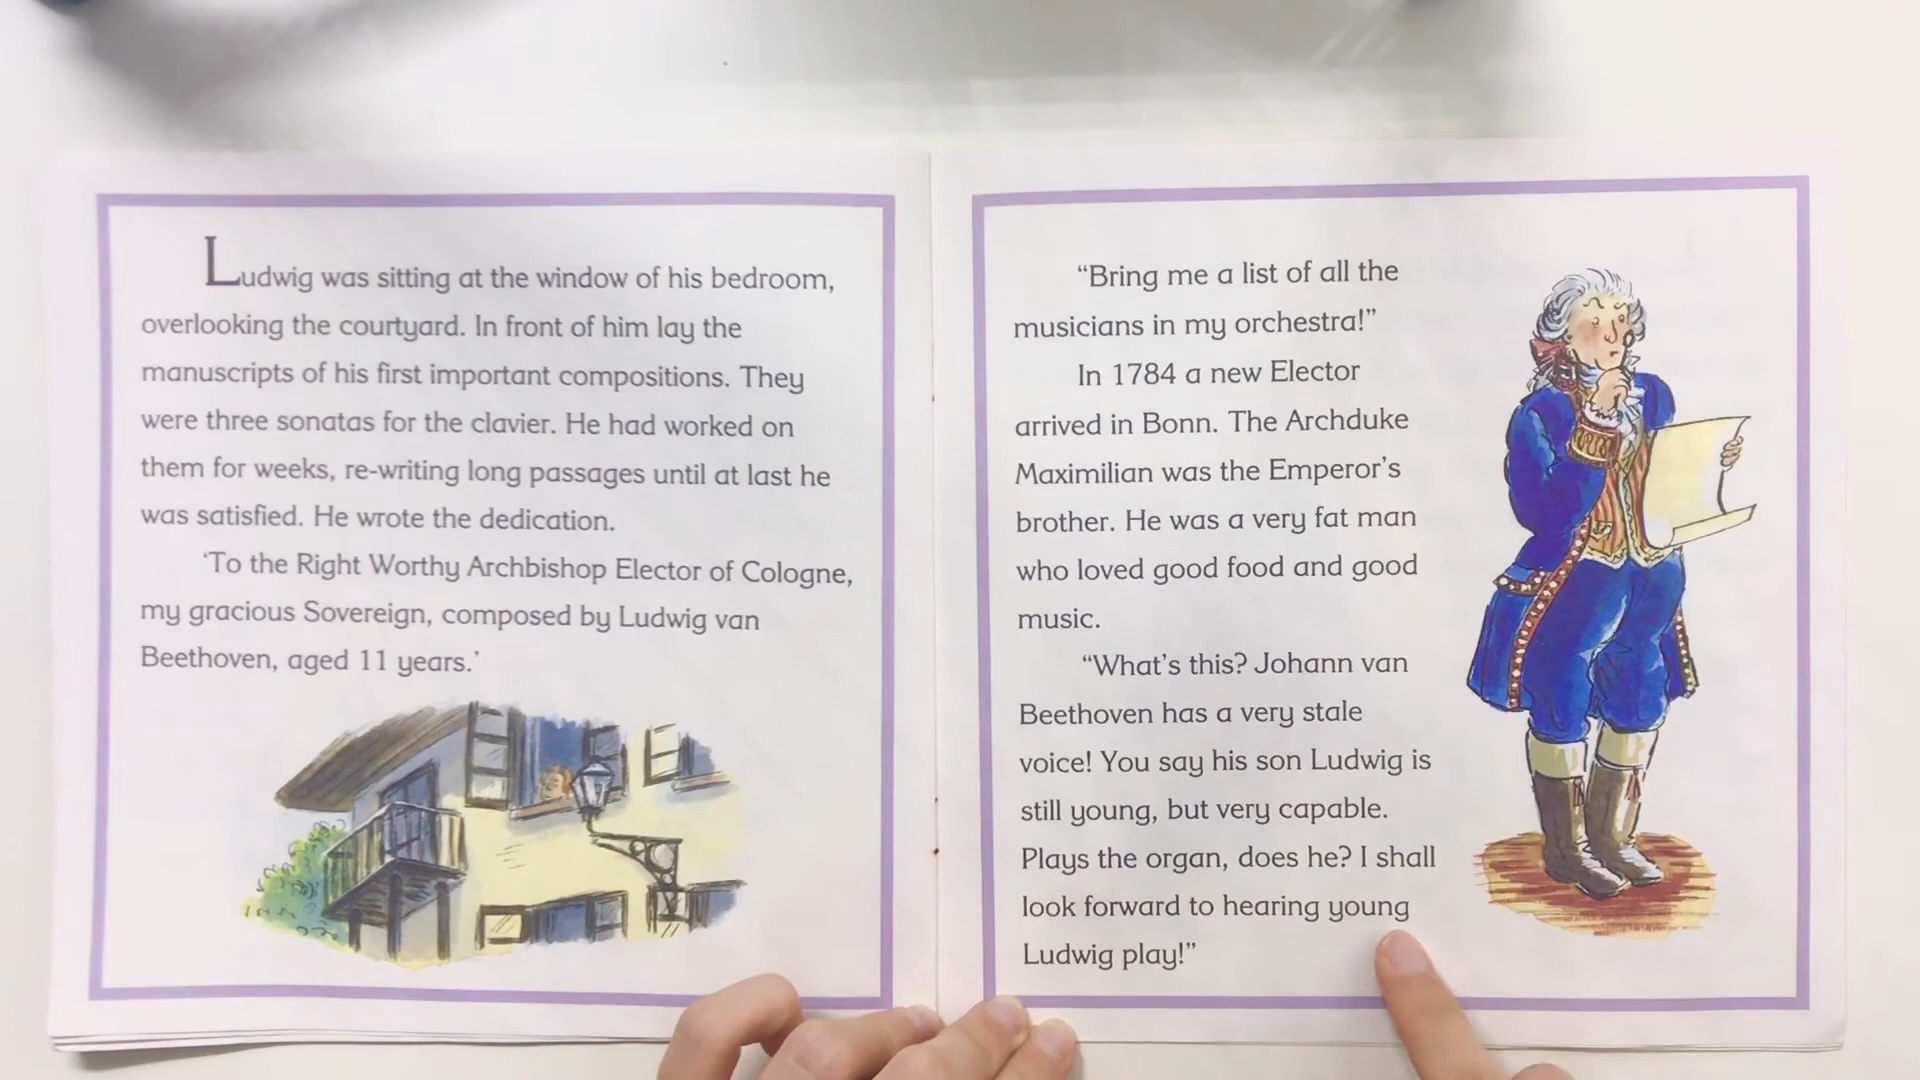 Ludwig was sitting at the window of his bedroom,
overlooking the courtyard. In front of him lay the
manuscripts of his first important compositions. They
were three sonatas for the clavier. He had worked on
them for weeks, re-writing long passages until at last he
was satisfied. He wrote the dedication.
‘To the Right Worthy Archbishop Elector of Cologne,
my gracious Sovereign, composed by Ludwig van
Beethoven, aged 11 years.’
“Bring me a list of all the
musicians in my orchestra!”
In 1784 a new Elector
arrived in Bonn. The Archduke
Maximilian was the Emperor’s
brother. He was a very fat man
who loved good food and good
music.
“What’s this? Johann van
Beethoven has a very stale
voice! You say his son Ludwig is
still young, but very capable.
Plays the organ, does he? I shall
look forward to hearing young
Ludwig play!”